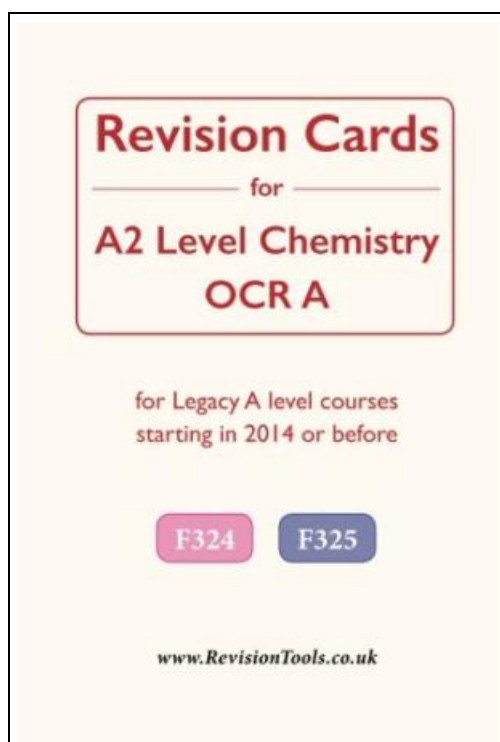 Revision Cards
for
A2 Level Chemistry
OCR A
for Legacy A level courses
starting in 2014 or before
F324 F325
www.RevisionTools.co.uk